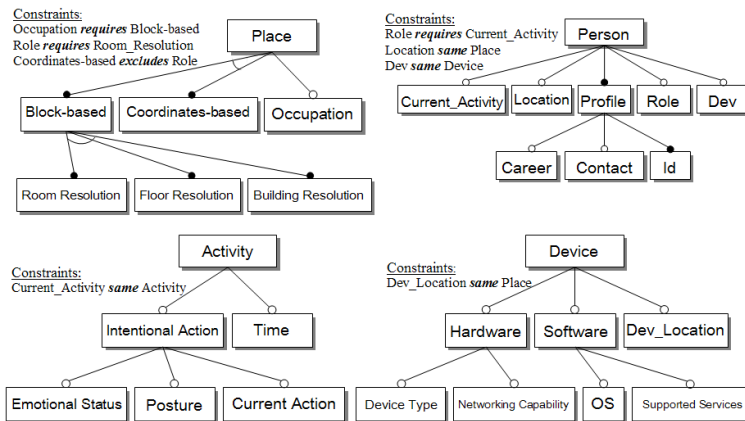 Constraints:
Occupation requires Block-based
Role requires Room_Resolution
Coordinates-based excludes Role
Place
Block-based
Coordinates-based
Occupation
Room Resolution
Floor Resolution
Building Resolution
Constraints:
Role requires Current_Activity
Location same Place
Dev same Device
Person
Current_Activity
Location
Profile
Role
Dev
Career
Contact
Id
Activity
Constraints:
Current_Activity same Activity
Intentional Action
Time
Emotional Status
Posture
Current Action
Device
Constraints:
Dev_Location same Place
Hardware
Software
Dev_Location
Device Type
Networking Capability
OS
Supported Services